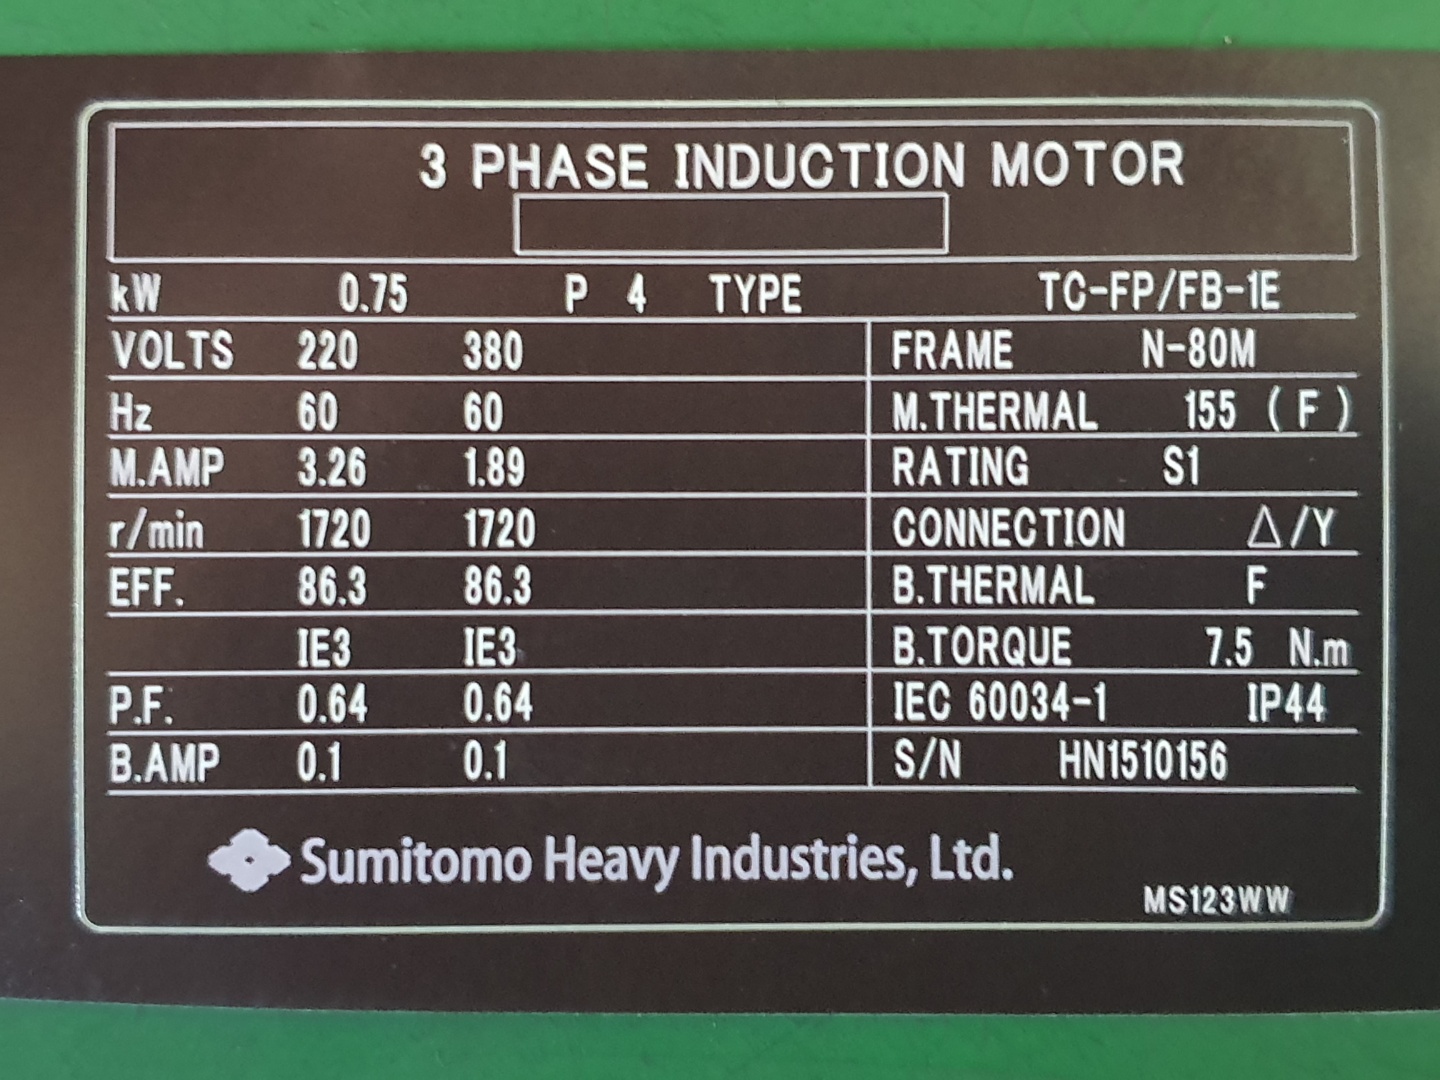 3 PHASE INDUCTION MOTOR
kW 0.75 P 4 TYPE TC-FP/FB-1E
VOLTS 220 380 FRAME N-80M
Hz 60 60 M.THERMAL 155 ( F )
M.AMP 3.26 1.89 RATING S1
r/min 1720 1720 CONNECTION △/Y
EFF. 86.3 86.3 B.THERMAL F
IE3 IE3 B.TORQUE 7.5 N.m
P.F. 0.64 0.64 IEC 60034-1 IP44
B.AMP 0.1 0.1 S/N HN1510156
Sumitomo Heavy Industries, Ltd.
MS123WW